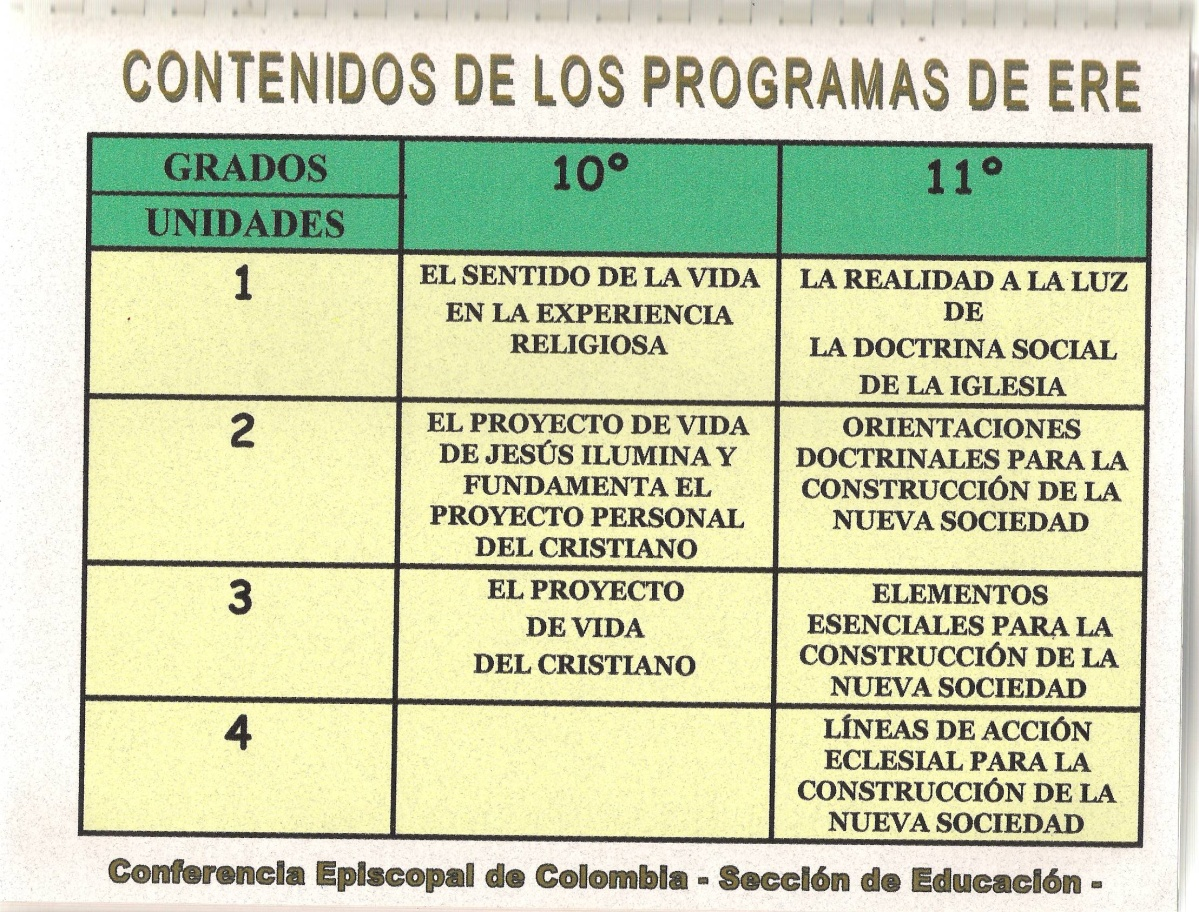 CONTENIDOS DE LOS PROGRAMAS DE ERE
GRADOS
UNIDADES
10°
11°
1
EL SENTIDO DE LA VIDA
EN LA EXPERIENCIA
RELIGIOSA
LA REALIDAD A LA LUZ
DE
LA DOCTRINA SOCIAL
DE LA IGLESIA
2
EL PROYECTO DE VIDA
DE JESÚS ILUMINA Y
FUNDAMENTA EL
PROYECTO PERSONAL
DEL CRISTIANO
ORIENTACIONES
DOCTRINALES PARA LA
CONSTRUCCIÓN DE LA
NUEVA SOCIEDAD
3
EL PROYECTO
DE VIDA
DEL CRISTIANO
ELEMENTOS
ESENCIALES PARA LA
CONSTRUCCIÓN DE LA
NUEVA SOCIEDAD
4
LÍNEAS DE ACCIÓN
ECLESIAL PARA LA
CONSTRUCCIÓN DE LA
NUEVA SOCIEDAD
Conferencia Episcopal de Colombia - Sección de Educación -